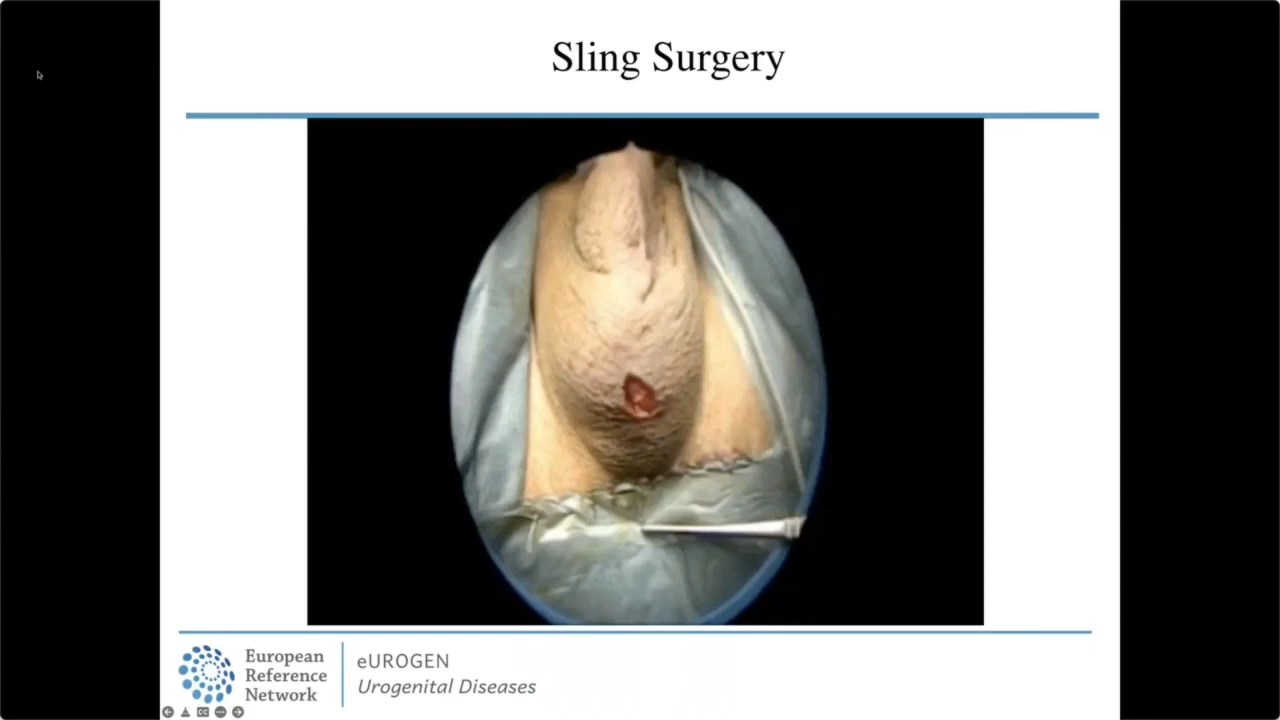 Sling Surgery
European
Reference
Network
eUROGEN
Urogenital Diseases